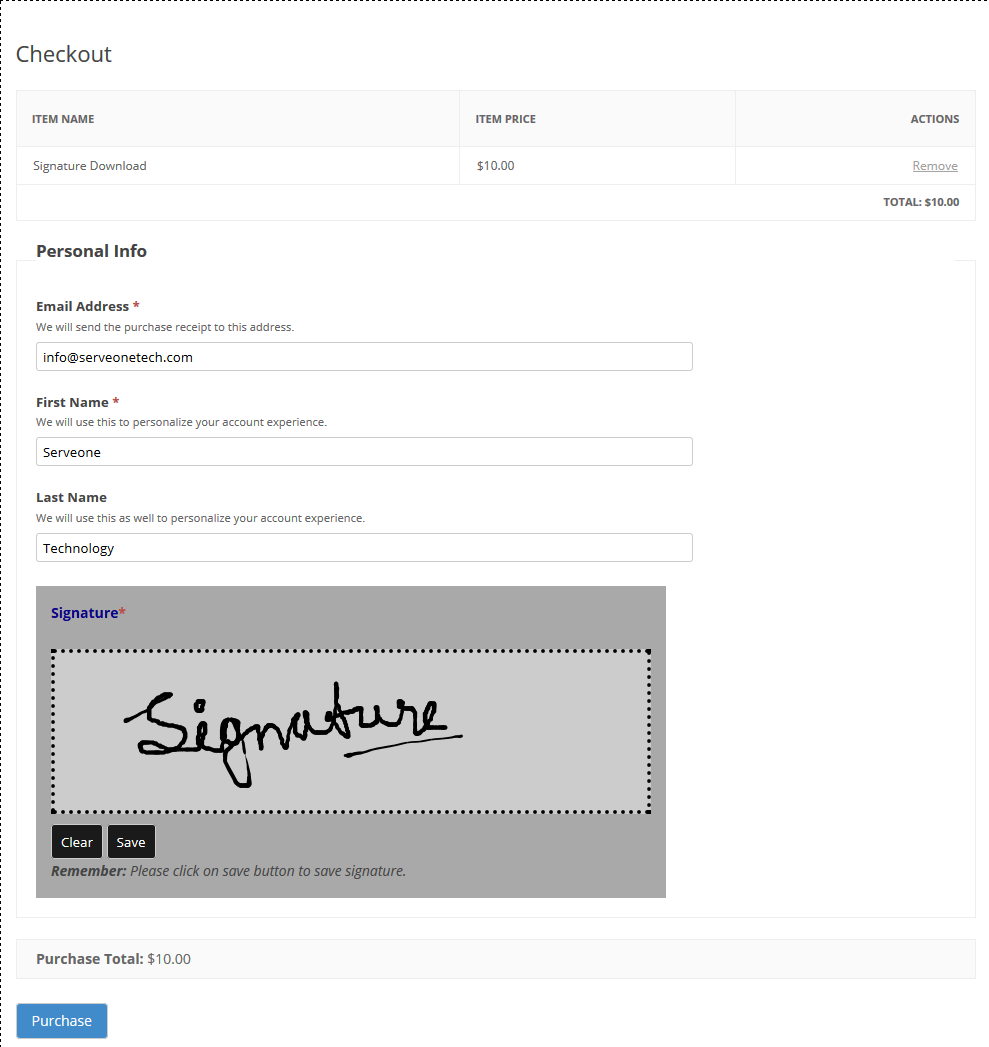 Checkout
ITEM NAME ITEM PRICE ACTIONS
Signature Download $10.00 Remove
TOTAL: $10.00
Personal Info
Email Address *
We will send the purchase receipt to this address.
info@serveonetech.com
First Name *
We will use this to personalize your account experience.
Serveone
Last Name
We will use this as well to personalize your account experience.
Technology
Signature*
Signature
Clear Save
Remember: Please click on save button to save signature.
Purchase Total: $10.00
Purchase